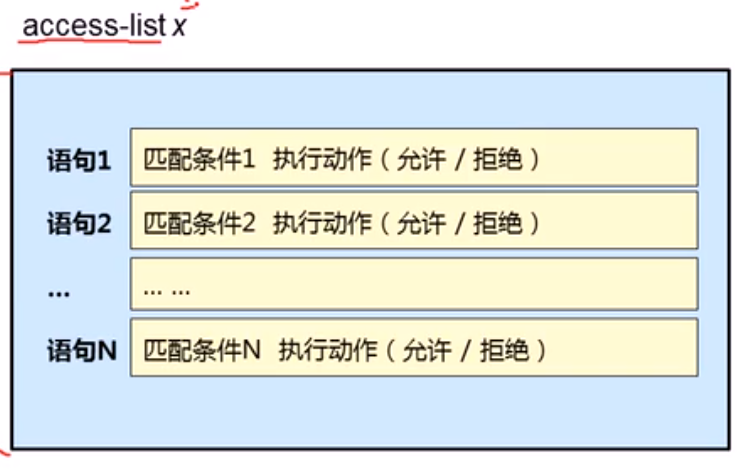 access-list x
语句1 匹配条件1 执行动作（允许 / 拒绝）
语句2 匹配条件2 执行动作（允许 / 拒绝）
... ... ...
语句N 匹配条件N 执行动作（允许 / 拒绝）